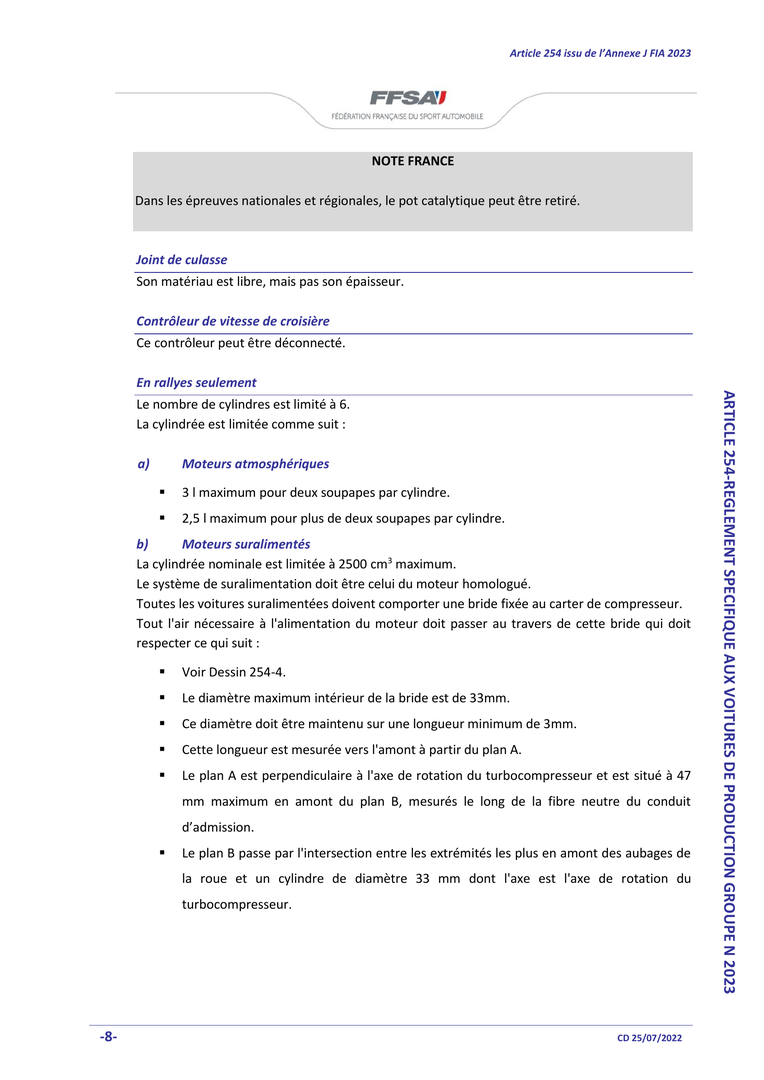 Article 254 issu de l’Annexe J FIA 2023
FFSA
FÉDÉRATION FRANÇAISE DU SPORT AUTOMOBILE
NOTE FRANCE
Dans les épreuves nationales et régionales, le pot catalytique peut être retiré.
Joint de culasse
Son matériau est libre, mais pas son épaisseur.
Contrôleur de vitesse de croisière
Ce contrôleur peut être déconnecté.
En rallyes seulement
Le nombre de cylindres est limité à 6.
La cylindrée est limitée comme suit :
a) Moteurs atmosphériques
▪ 3 l maximum pour deux soupapes par cylindre.
▪ 2,5 l maximum pour plus de deux soupapes par cylindre.
b) Moteurs suralimentés
La cylindrée nominale est limitée à 2500 cm³ maximum.
Le système de suralimentation doit être celui du moteur homologué.
Toutes les voitures suralimentées doivent comporter une bride fixée au carter de compresseur.
Tout l'air nécessaire à l'alimentation du moteur doit passer au travers de cette bride qui doit
respecter ce qui suit :
▪ Voir Dessin 254-4.
▪ Le diamètre maximum intérieur de la bride est de 33mm.
▪ Ce diamètre doit être maintenu sur une longueur minimum de 3mm.
▪ Cette longueur est mesurée vers l'amont à partir du plan A.
▪ Le plan A est perpendiculaire à l'axe de rotation du turbocompresseur et est situé à 47
mm maximum en amont du plan B, mesurés le long de la fibre neutre du conduit
d’admission.
▪ Le plan B passe par l'intersection entre les extrémités les plus en amont des aubages de
la roue et un cylindre de diamètre 33 mm dont l'axe est l'axe de rotation du
turbocompresseur.
ARTICLE 254-REGLEMENT SPECIFIQUE AUX VOITURES DE PRODUCTION GROUPE N 2023
-8-
CD 25/07/2022